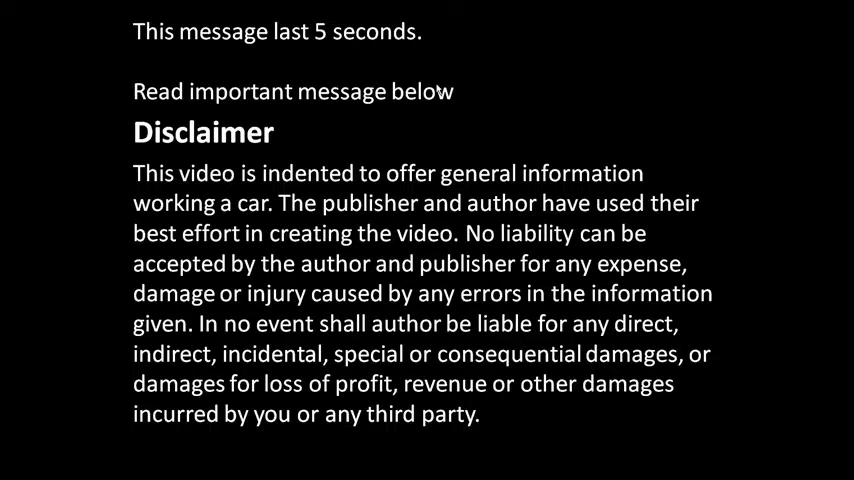 This message last 5 seconds.
Read important message below
Disclaimer
This video is indented to offer general information
working a car. The publisher and author have used their
best effort in creating the video. No liability can be
accepted by the author and publisher for any expense,
damage or injury caused by any errors in the information
given. In no event shall author be liable for any direct,
indirect, incidental, special or consequential damages, or
damages for loss of profit, revenue or other damages
incurred by you or any third party.